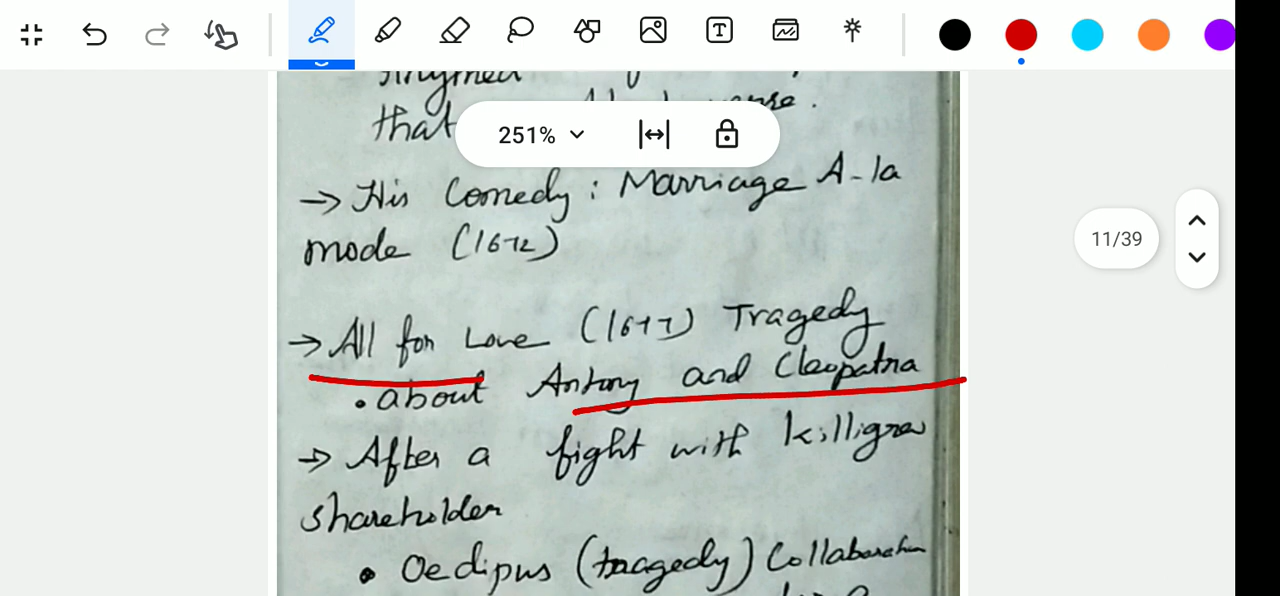 251%
11/39
that
→ His Comedy : Marriage A-la
mode (1672)
→ All for Love (1677) Tragedy
• about Antony and Cleopatra
→ After a fight with killigrew
shareholder
• Oedipus (tragedy) Collaboration